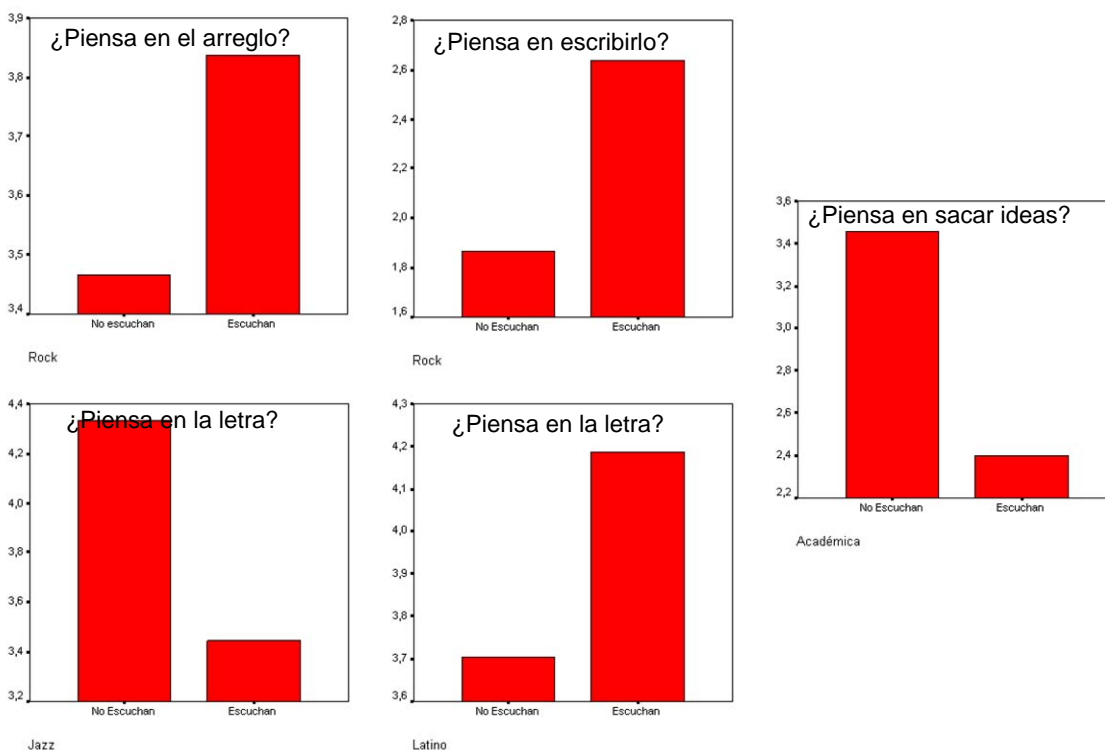 ¿Piensa en el arreglo?
3,9
3,8
3,7
3,6
3,5
3,4
No escuchan Escuchan
Rock
¿Piensa en escribirlo?
2,8
2,6
2,4
2,2
2,0
1,8
1,6
No Escuchan Escuchan
Rock
¿Piensa en sacar ideas?
3,6
3,4
3,2
3,0
2,8
2,6
2,4
2,2
No Escuchan Escuchan
Académica
¿Piensa en la letra?
4,4
4,2
4,0
3,8
3,6
3,4
3,2
No Escuchan Escuchan
Jazz
¿Piensa en la letra?
4,3
4,2
4,1
4,0
3,9
3,8
3,7
3,6
No Escuchan Escuchan
Latino